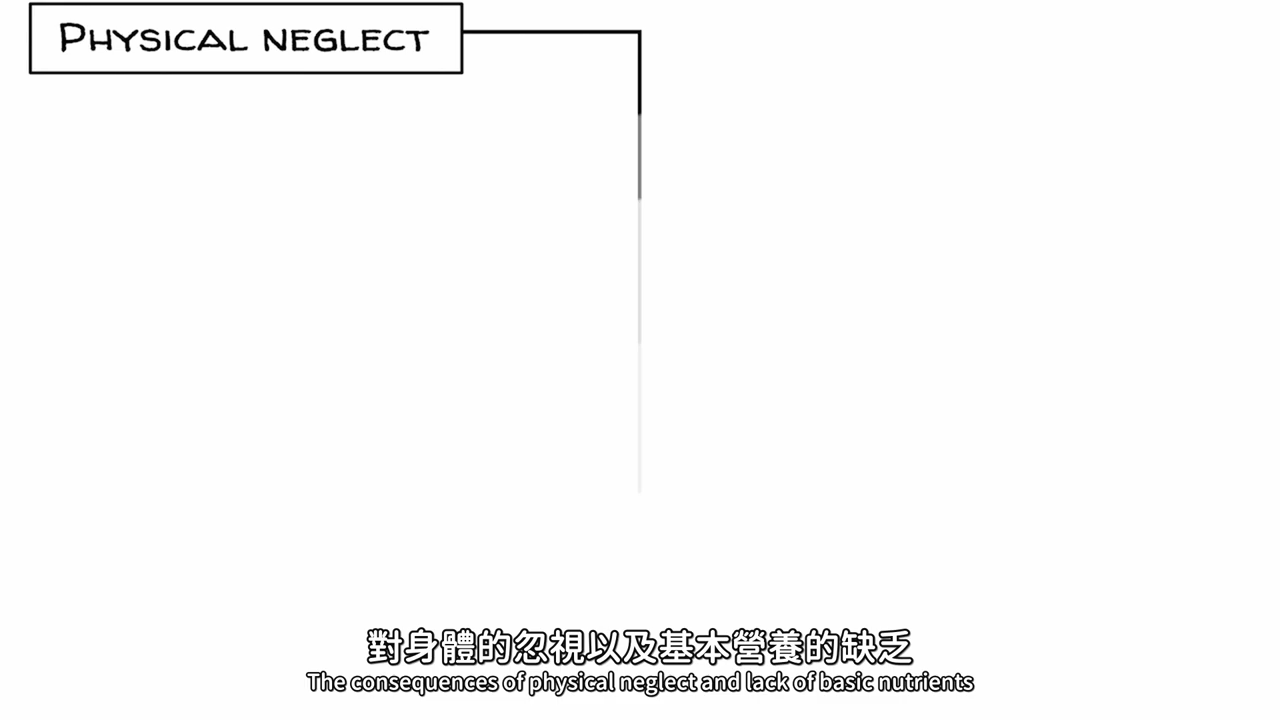 PHYSICAL NEGLECT
對身體的忽視以及基本營養的缺乏
The consequences of physical neglect and lack of basic nutrients